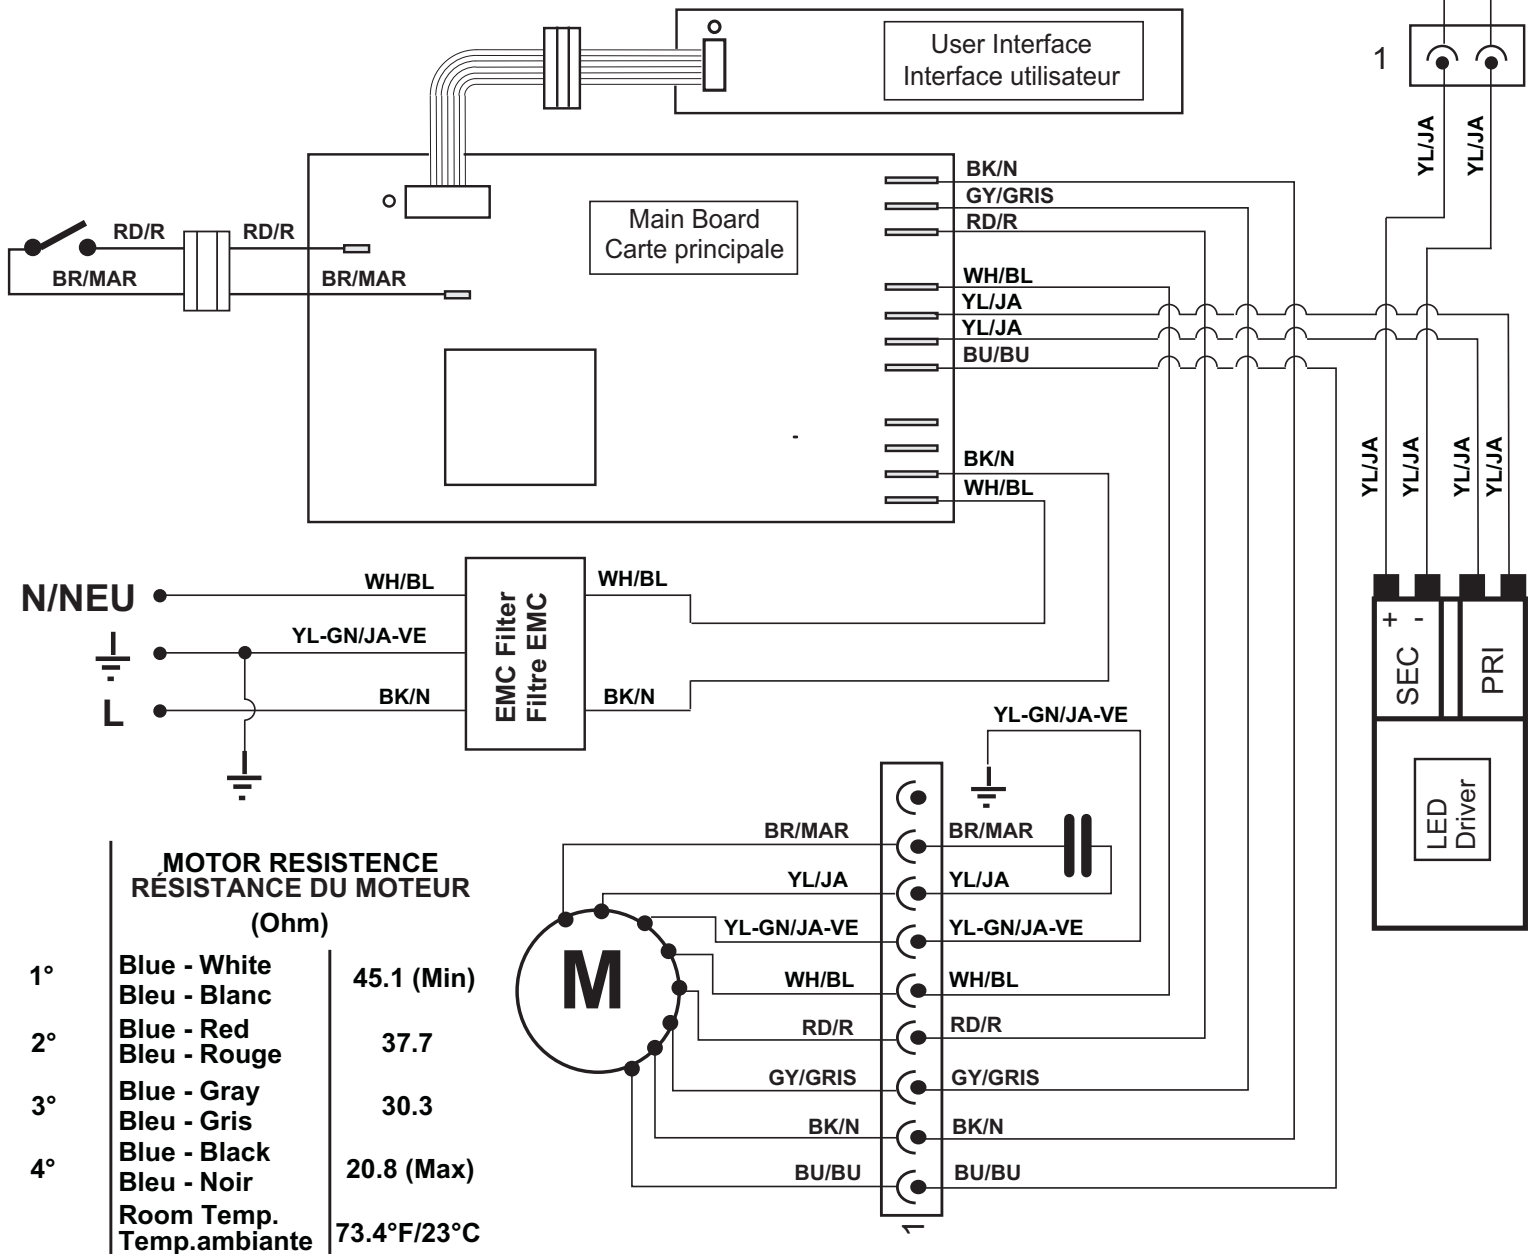 User Interface
Interface utilisateur
1
YL/JA
YL/JA
Main Board
Carte principale
RD/R
RD/R
BR/MAR
BR/MAR
BK/N
GY/GRIS
RD/R
WH/BL
YL/JA
YL/JA
BU/BU
BK/N
WH/BL
YL/JA
YL/JA
YL/JA
YL/JA
N/NEU
WH/BL
YL-GN/JA-VE
L
BK/N
EMC Filter
Filtre EMC
WH/BL
BK/N
+ -
SEC
PRI
LED
Driver
YL-GN/JA-VE
BR/MAR
BR/MAR
YL/JA
YL/JA
YL-GN/JA-VE
YL-GN/JA-VE
WH/BL
WH/BL
RD/R
RD/R
GY/GRIS
GY/GRIS
BK/N
BK/N
BU/BU
BU/BU
1
M
MOTOR RESISTENCE
RÉSISTANCE DU MOTEUR
(Ohm)
1° Blue - White 45.1 (Min)
Bleu - Blanc
2° Blue - Red 37.7
Bleu - Rouge
3° Blue - Gray 30.3
Bleu - Gris
4° Blue - Black 20.8 (Max)
Bleu - Noir
Room Temp. 73.4°F/23°C
Temp.ambiante